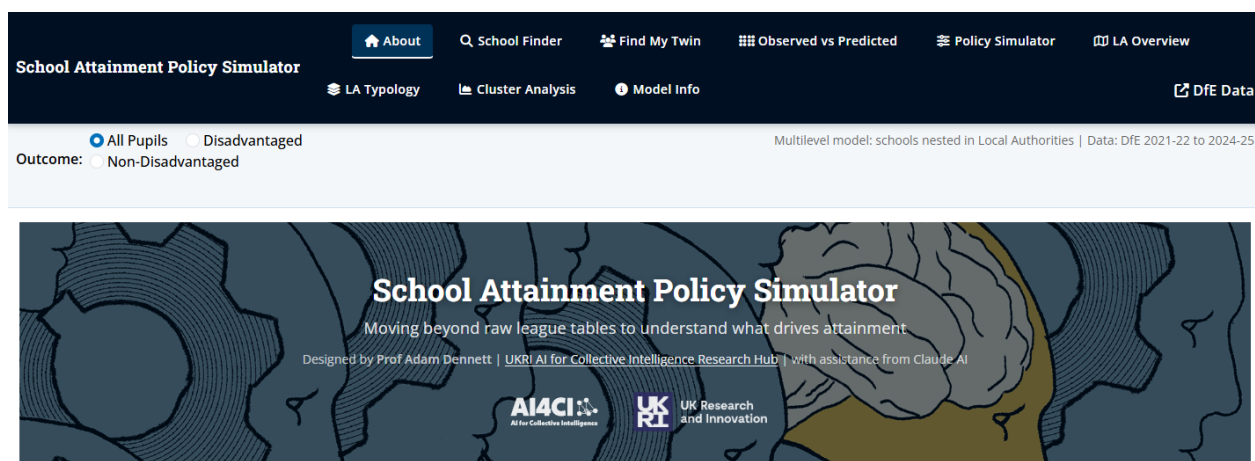 About
School Finder
Find My Twin
Observed vs Predicted
Policy Simulator
LA Overview
School Attainment Policy Simulator
LA Typology
Cluster Analysis
Model Info
DfE Data
Outcome:
All Pupils
Disadvantaged
Non-Disadvantaged
Multilevel model: schools nested in Local Authorities | Data: DfE 2021-22 to 2024-25
School Attainment Policy Simulator
Moving beyond raw league tables to understand what drives attainment
Designed by Prof Adam Dennett | UKRI AI for Collective Intelligence Research Hub | with assistance from Claude AI
AI4CI
AI for Collective Intelligence
UKRI
UK Research
and Innovation